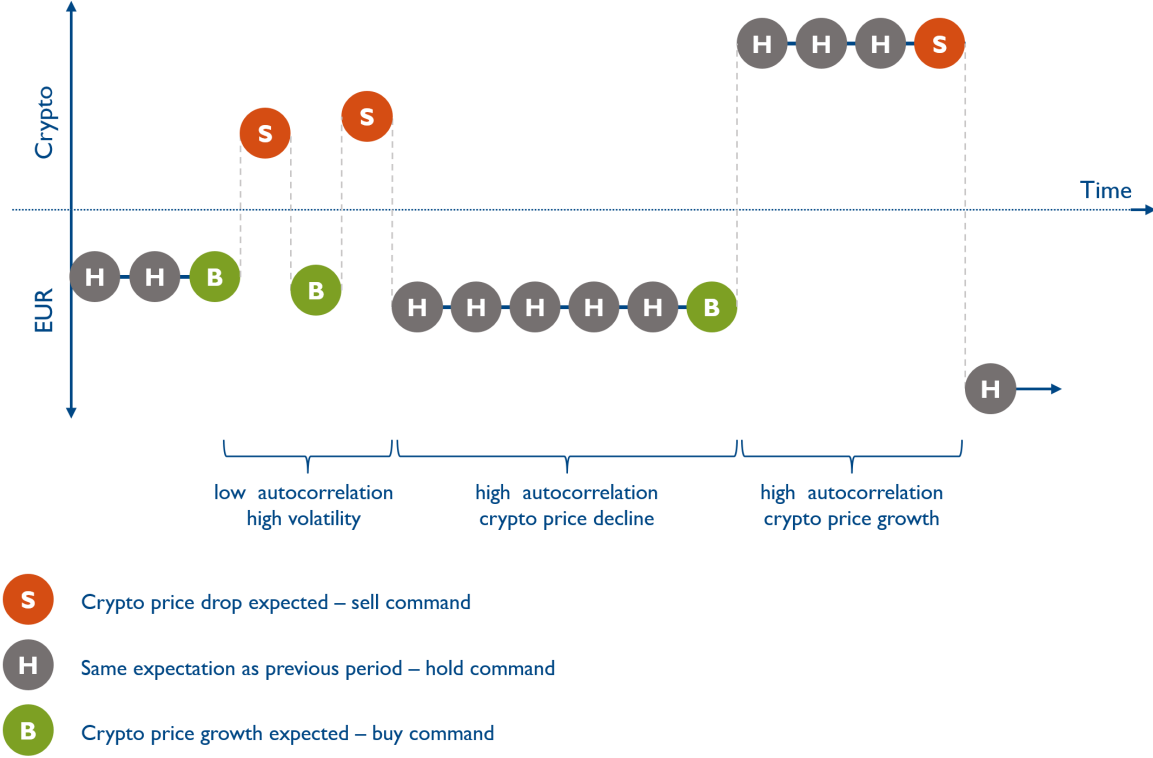 Crypto
H H H S
S
S
Time
H H B
B
EUR
H H H H H B
H
low autocorrelation
high volatility
high autocorrelation
crypto price decline
high autocorrelation
crypto price growth
S Crypto price drop expected – sell command
H Same expectation as previous period – hold command
B Crypto price growth expected – buy command